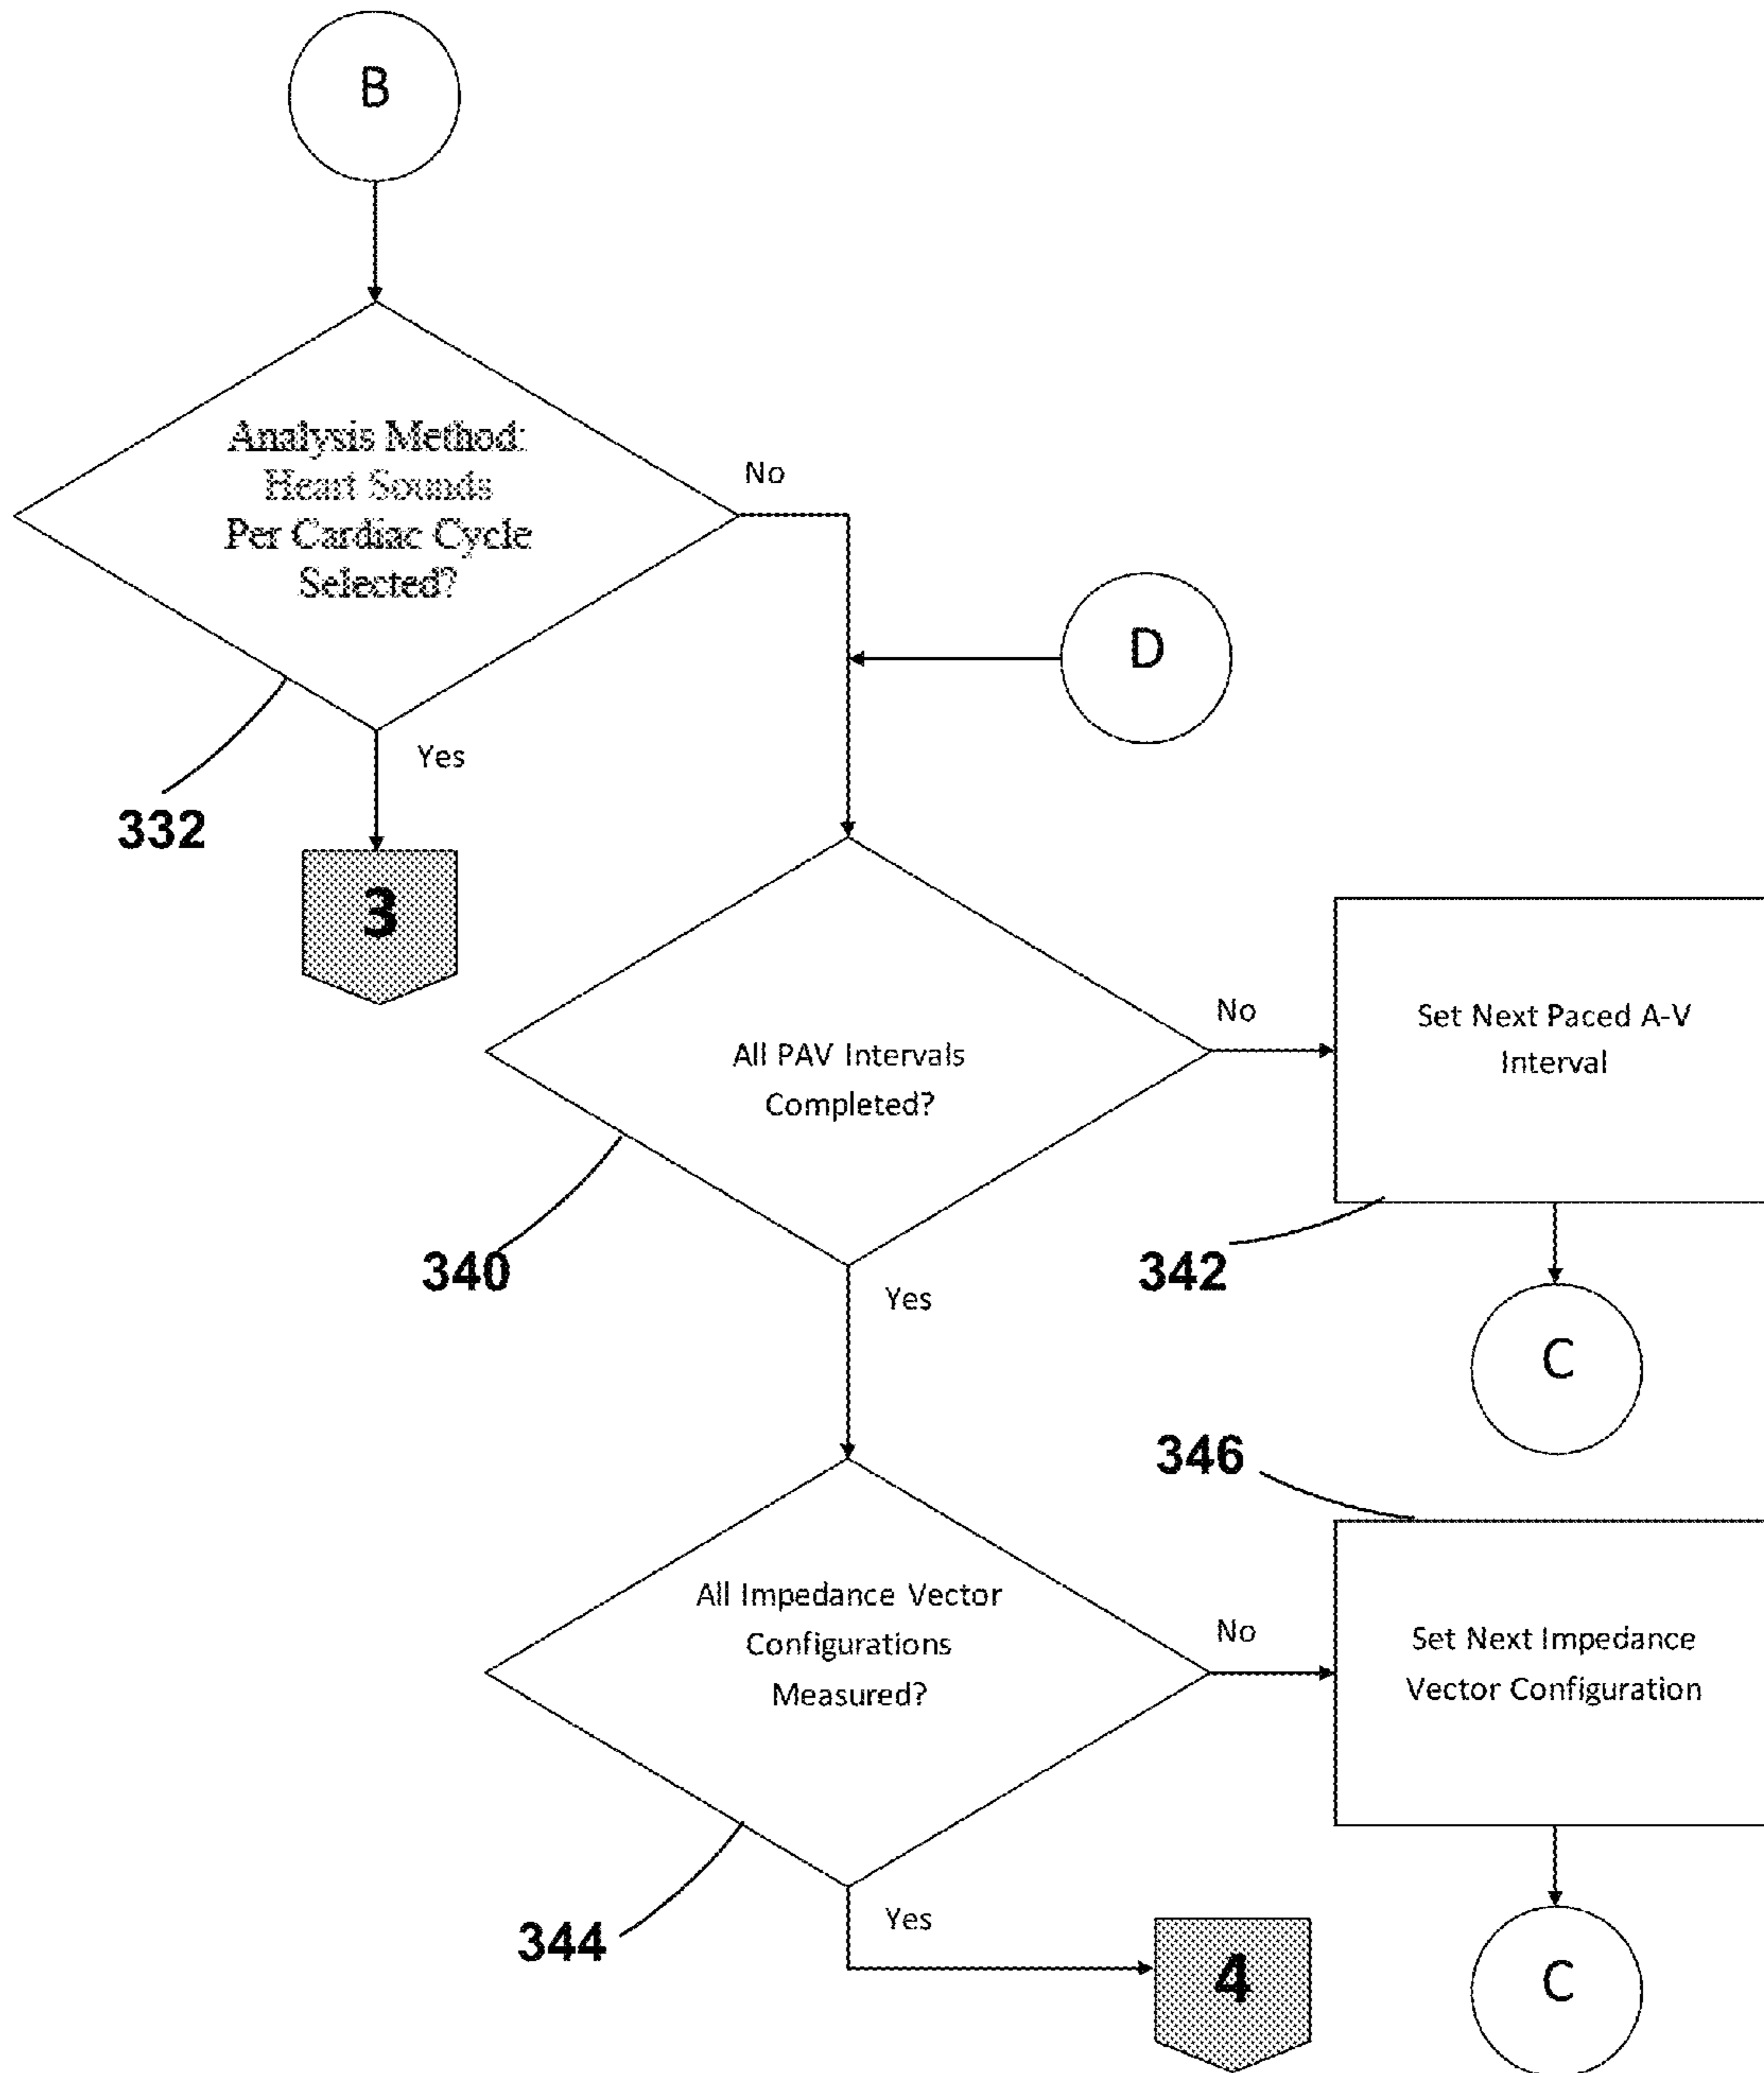 B
Analysis Method:
Heart Sounds
Per Cardiac Cycle
Selected?
No
D
Yes
332
3
All PAV Intervals
Completed?
No
Set Next Paced A-V
Interval
340
342
Yes
C
346
All Impedance Vector
Configurations
Measured?
No
Set Next Impedance
Vector Configuration
344
Yes
4
C